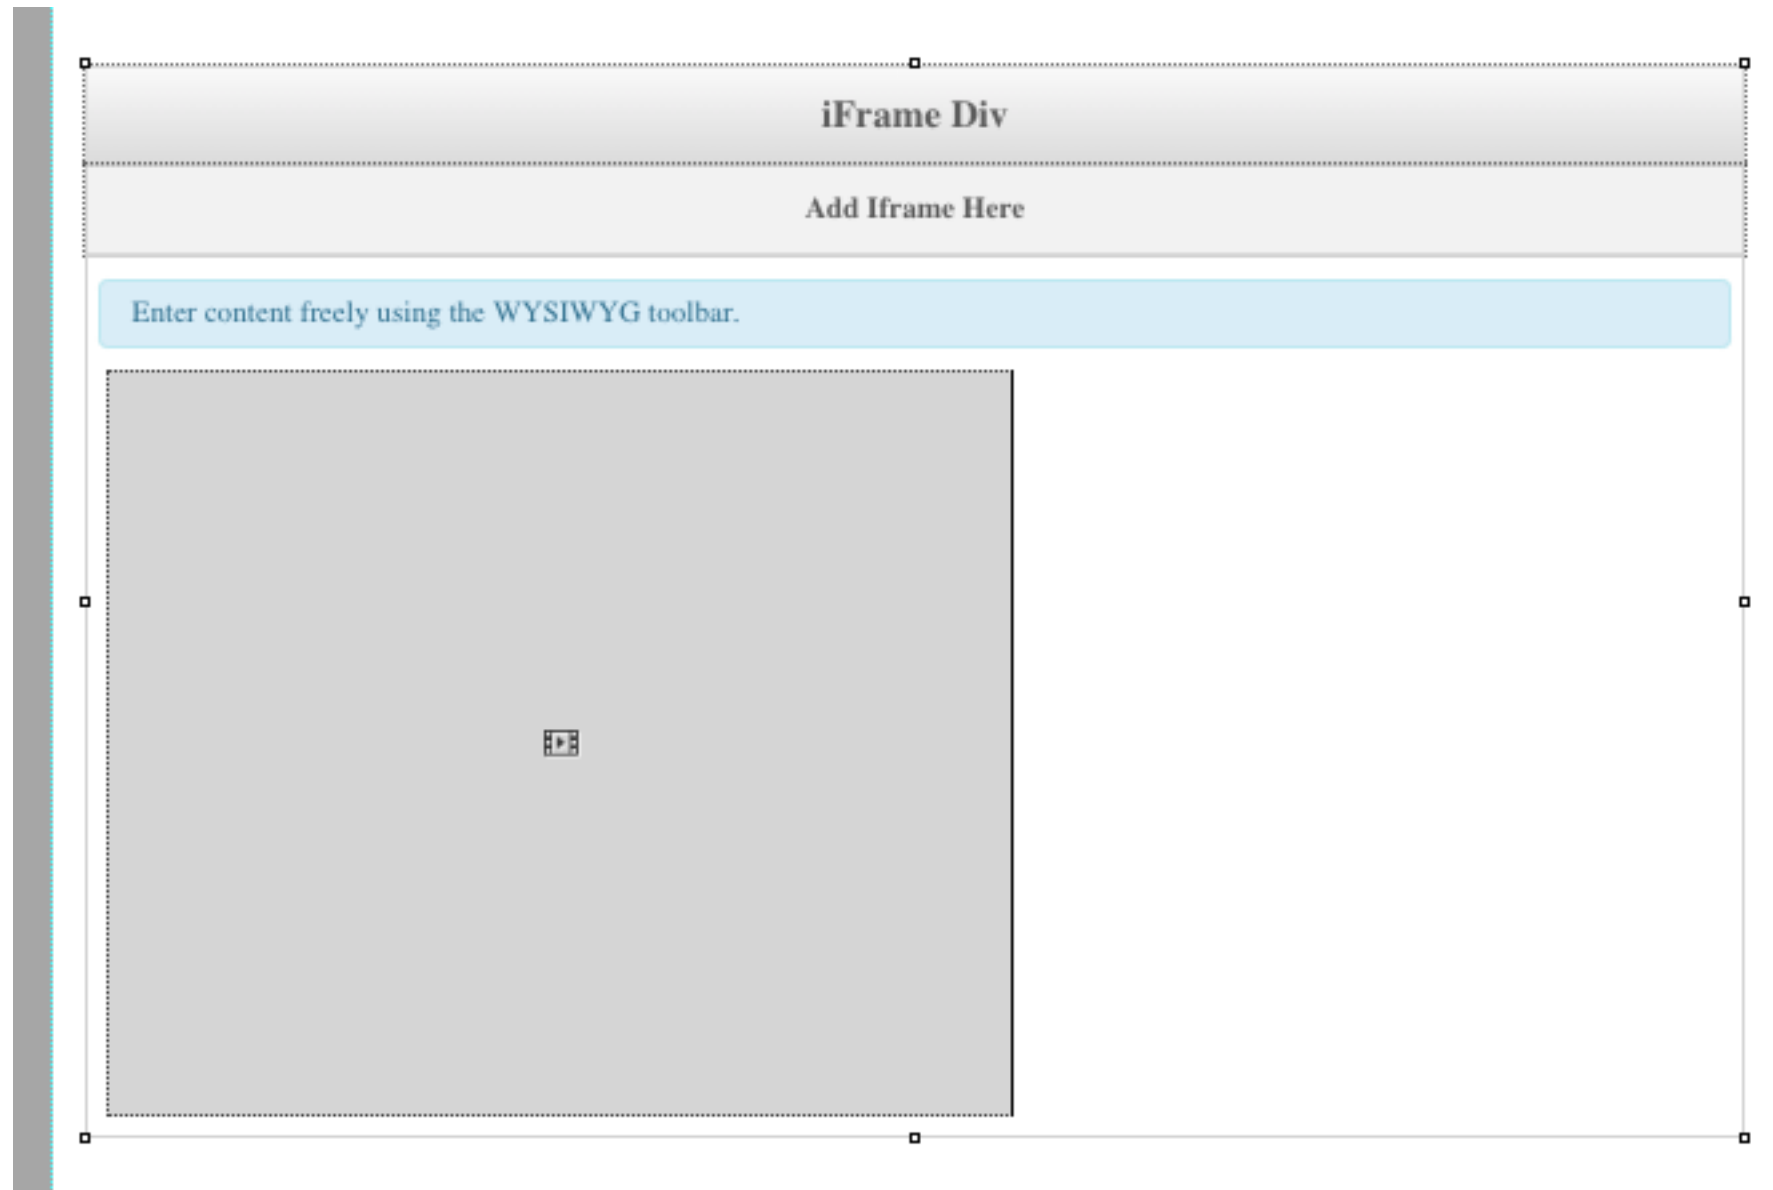 iFrame Div
Add Iframe Here
Enter content freely using the WYSIWYG toolbar.